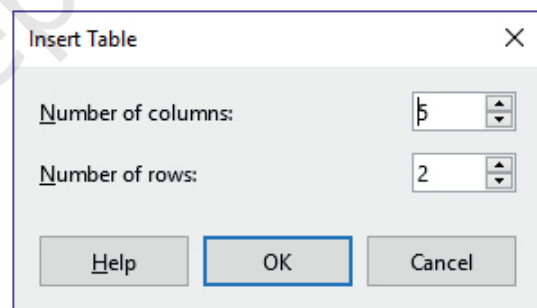 Insert Table
Number of columns: 5
Number of rows: 2
Help OK Cancel